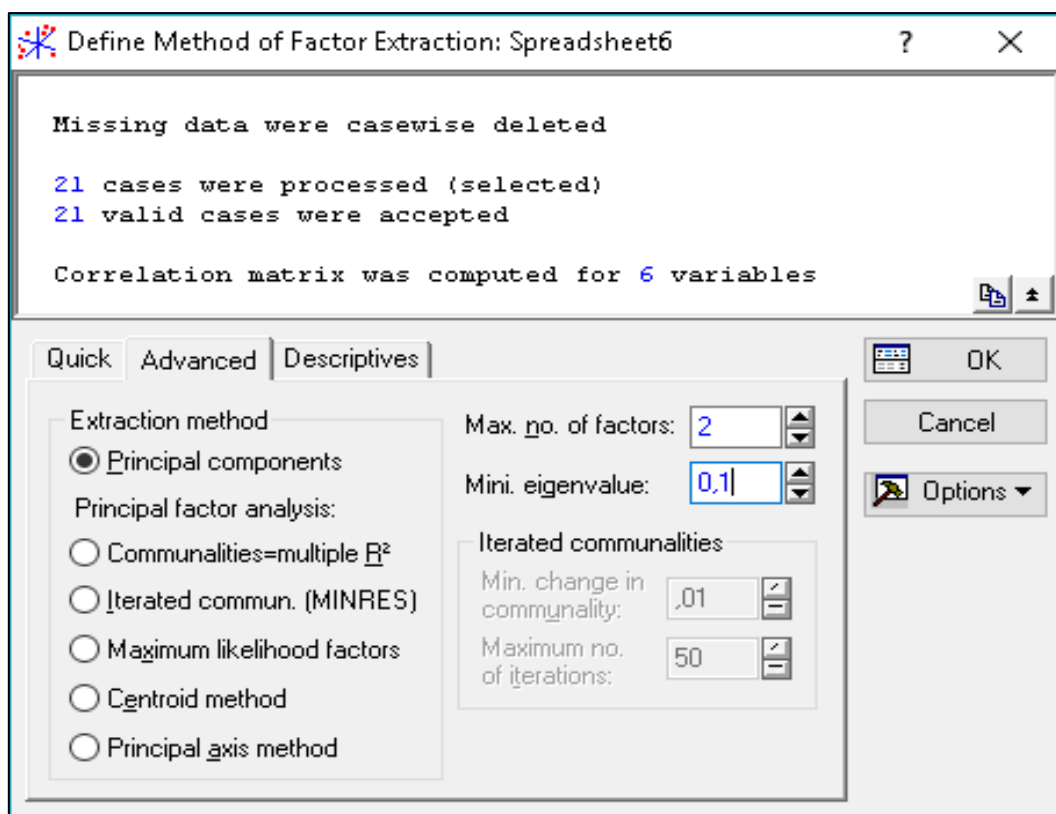 Define Method of Factor Extraction: Spreadsheet6
?
Missing data were casewise deleted
21 cases were processed (selected)
21 valid cases were accepted
Correlation matrix was computed for 6 variables
Quick
Advanced
Descriptives
OK
Cancel
Options
Extraction method
Principal components
Principal factor analysis:
Communalities=multiple R²
Iterated commun. (MINRES)
Maximum likelihood factors
Centroid method
Principal axis method
Max. no. of factors: 2
Mini. eigenvalue: 0,1
Iterated communalities
Min. change in
communality: ,01
Maximum no.
of iterations: 50